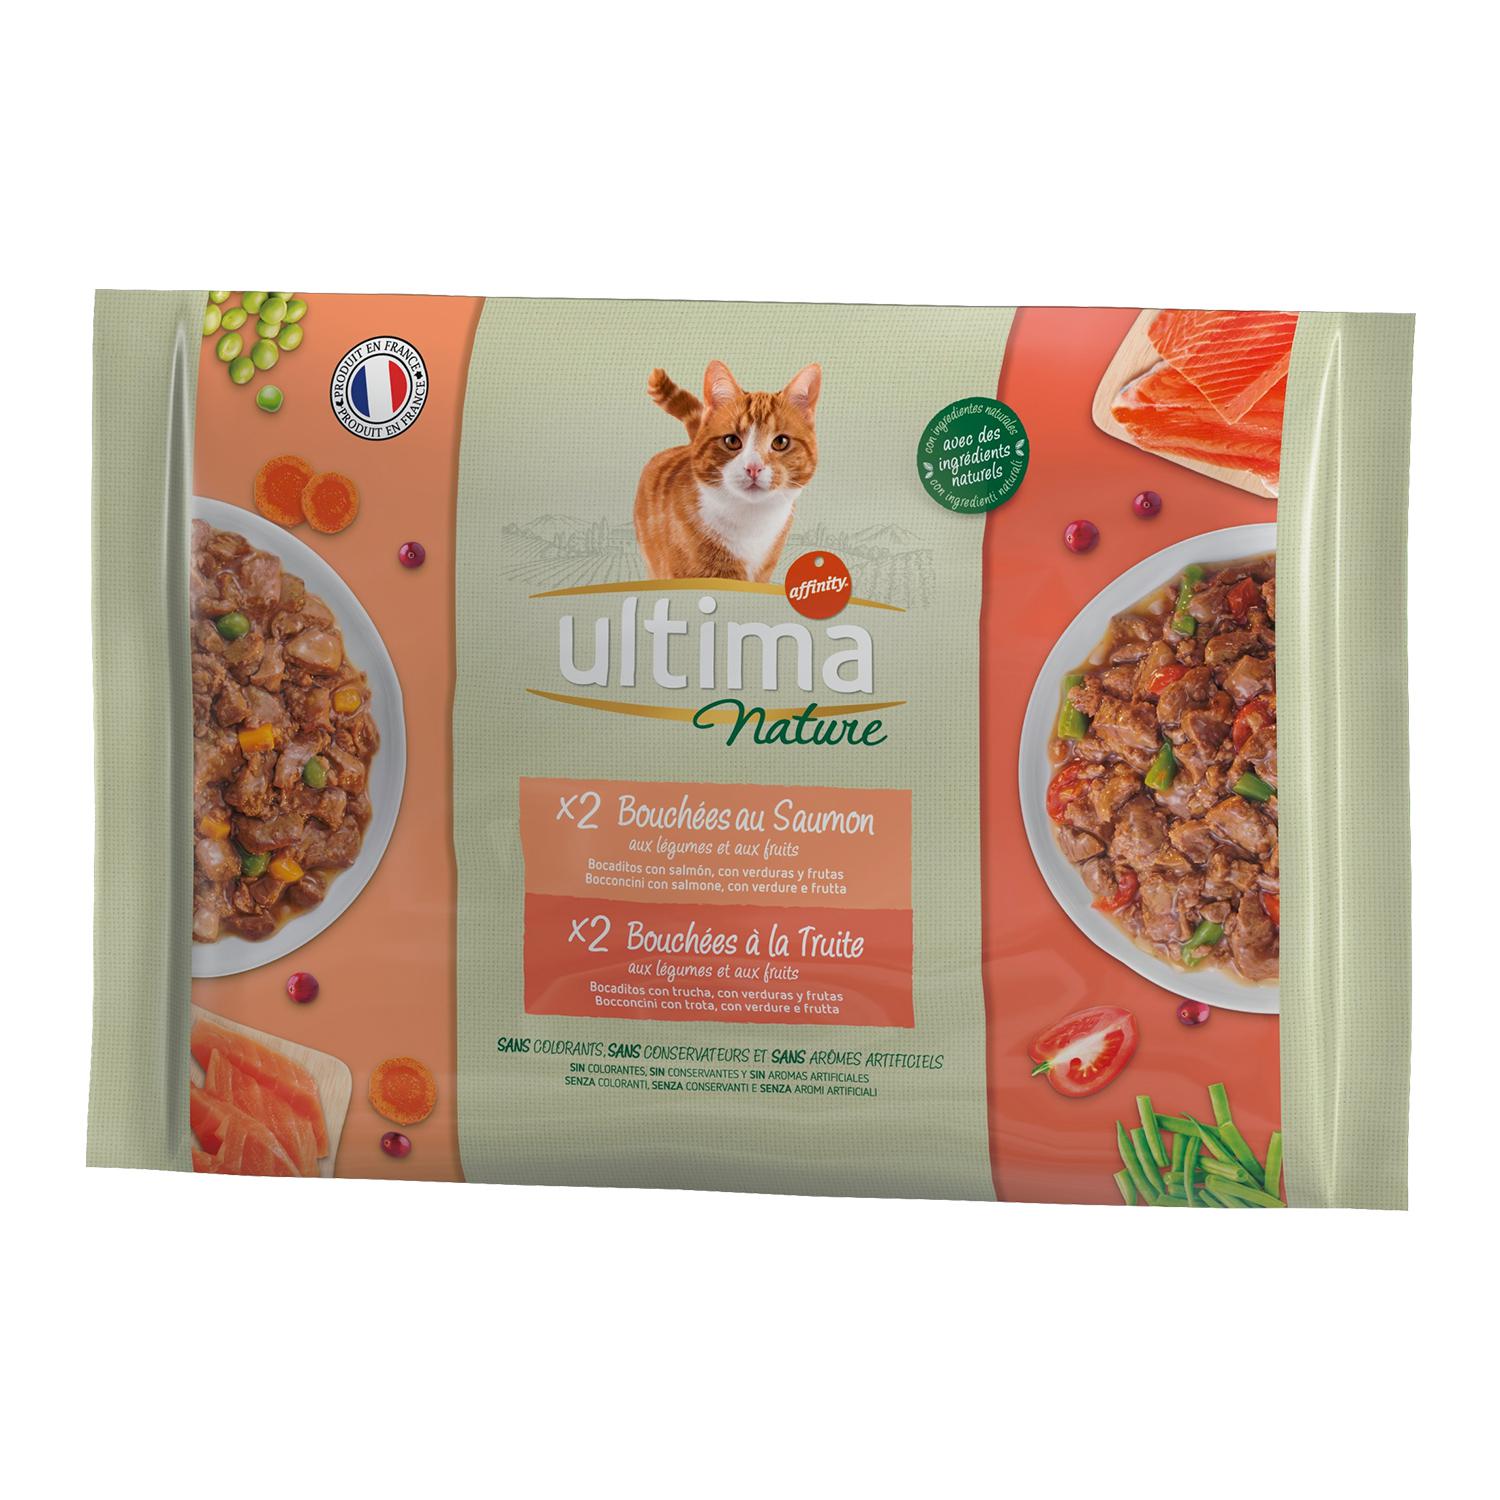 PRODUIT EN FRANCE
PRODUIT EN FRANCE
con ingredientes naturales
avec des
ingrédients
naturels
con ingredienti naturali
affinity.
ultima
Nature
x2 Bouchées au Saumon
aux légumes et aux fruits
Bocaditos con salmón, con verduras y frutas
Bocconcini con salmone, con verdure e frutta
x2 Bouchées à la Truite
aux légumes et aux fruits
Bocaditos con trucha, con verduras y frutas
Bocconcini con trota, con verdure e frutta
SANS COLORANTS, SANS CONSERVATEURS ET SANS ARÔMES ARTIFICIELS
SIN COLORANTES, SIN CONSERVANTES Y SIN AROMAS ARTIFICIALES
SENZA COLORANTI, SENZA CONSERVANTI E SENZA AROMI ARTIFICIALI